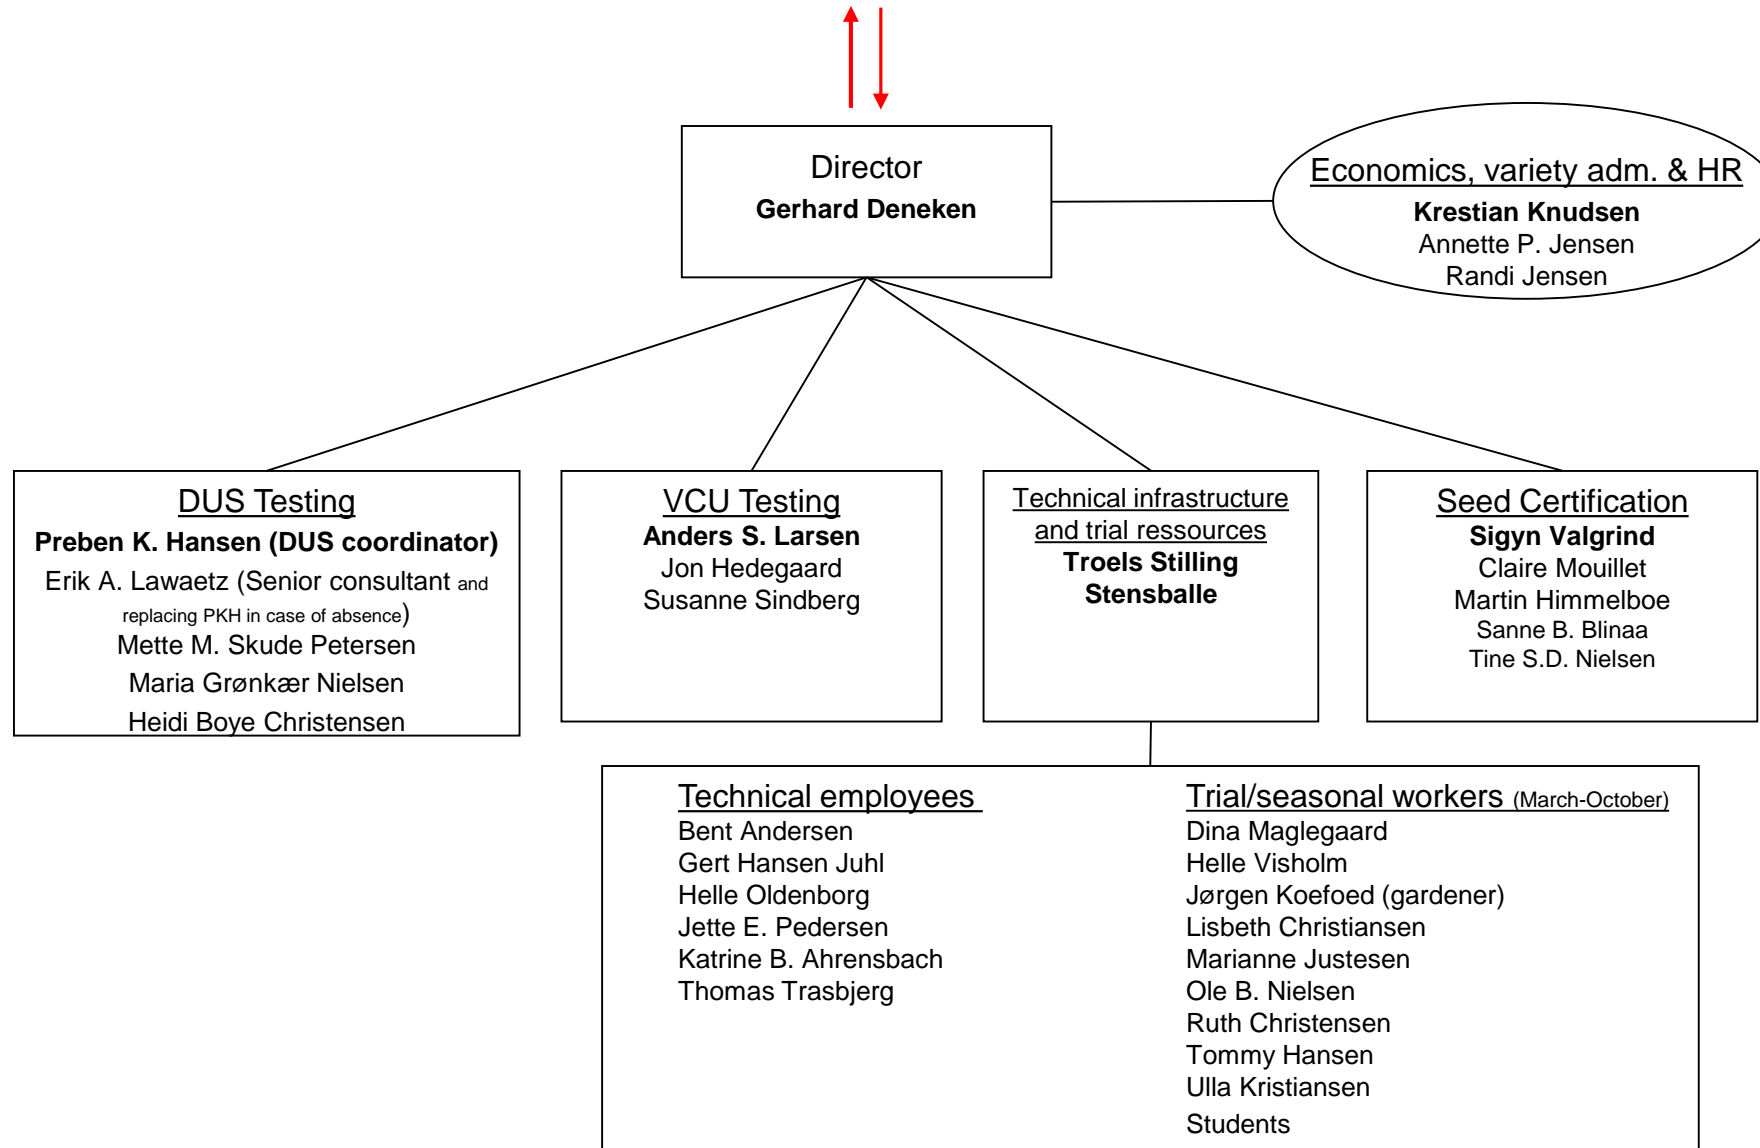 Director
Gerhard Deneken
Economics, variety adm. & HR
Krestian Knudsen
Annette P. Jensen
Randi Jensen
DUS Testing
Preben K. Hansen (DUS coordinator)
Erik A. Lawaetz (Senior consultant and
replacing PKH in case of absence)
Mette M. Skude Petersen
Maria Grønkær Nielsen
Heidi Boye Christensen
VCU Testing
Anders S. Larsen
Jon Hedegaard
Susanne Sindberg
Technical infrastructure
and trial ressources
Troels Stilling
Stensballe
Seed Certification
Sigyn Valgrind
Claire Mouillet
Martin Himmelboe
Sanne B. Blinaa
Tine S.D. Nielsen
Technical employees
Bent Andersen
Gert Hansen Juhl
Helle Oldenborg
Jette E. Pedersen
Katrine B. Ahrensbach
Thomas Trasbjerg
Trial/seasonal workers (March-October)
Dina Maglegaard
Helle Visholm
Jørgen Koefoed (gardener)
Lisbeth Christiansen
Marianne Justesen
Ole B. Nielsen
Ruth Christensen
Tommy Hansen
Ulla Kristiansen
Students